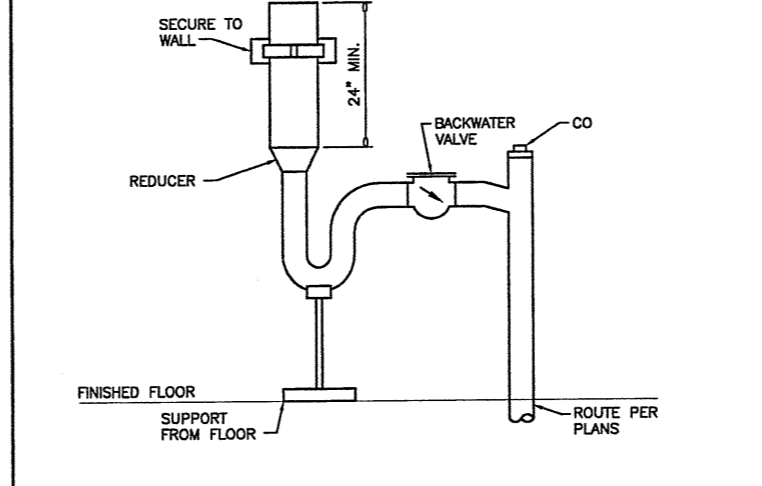 SECURE TO
WALL
24" MIN.
BACKWATER
VALVE
CO
REDUCER
FINISHED FLOOR
SUPPORT
FROM FLOOR
ROUTE PER
PLANS